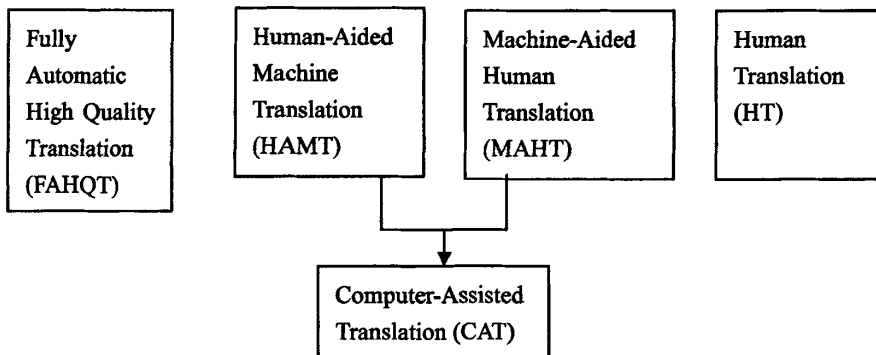 Fully
Automatic
High Quality
Translation
(FAHQT)
Human-Aided
Machine
Translation
(HAMT)
Machine-Aided
Human
Translation
(MAHT)
Human
Translation
(HT)
Computer-Assisted
Translation (CAT)